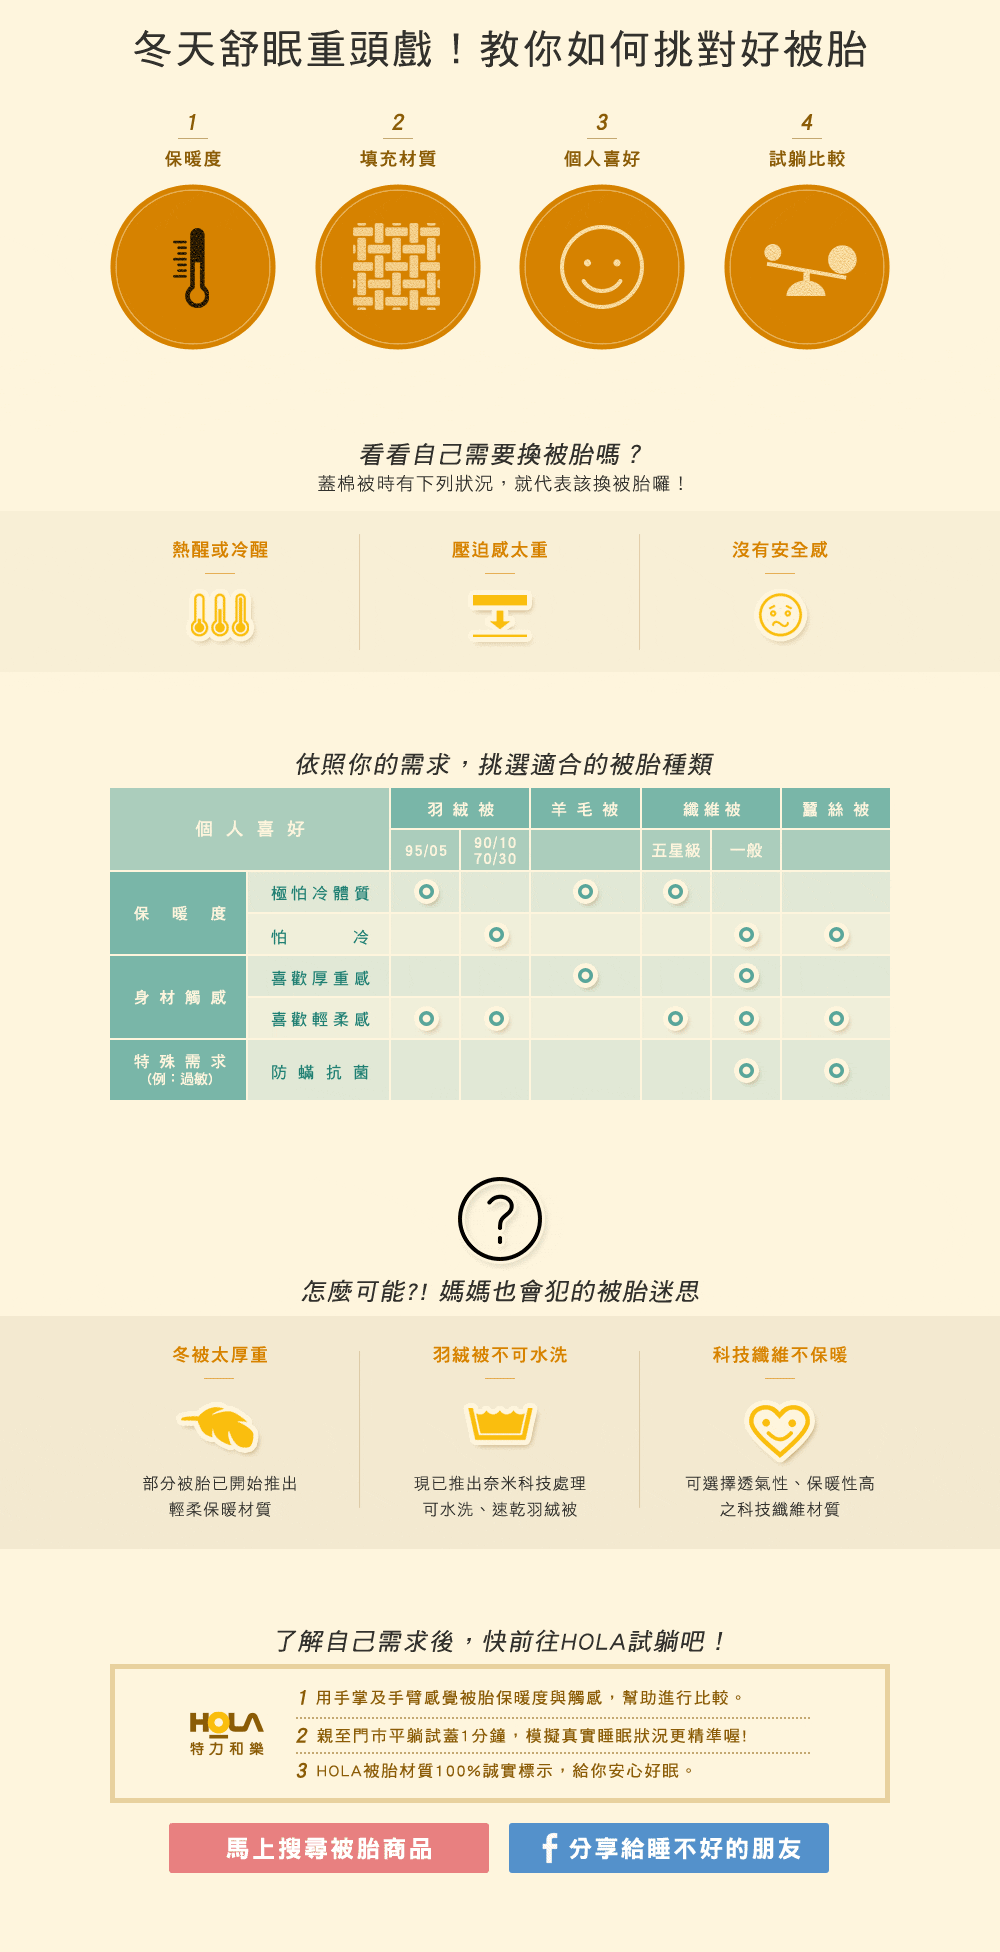 冬天舒眠重頭戲！教你如何挑對好被胎
1
保暖度
2
填充材質
3
個人喜好
4
試躺比較
看看自己需要換被胎嗎？
蓋棉被時有下列狀況，就代表該換被胎囉！
熱醒或冷醒
壓迫感太重
沒有安全感
依照你的需求，挑選適合的被胎種類
個人喜好
羽絨被
羊毛被
纖維被
蠶絲被
95/05
90/10
70/30
五星級
一般
保暖度
極怕冷體質
怕冷
身材觸感
喜歡厚重感
喜歡輕柔感
特殊需求
（例：過敏）
防蟎抗菌
?
怎麼可能?! 媽媽也會犯的被胎迷思
冬被太厚重
部分被胎已開始推出
輕柔保暖材質
羽絨被不可水洗
現已推出奈米科技處理
可水洗、速乾羽絨被
科技纖維不保暖
可選擇透氣性、保暖性高
之科技纖維材質
了解自己需求後，快前往HOLA試躺吧！
HOLA
特力和樂
1 用手掌及手臂感覺被胎保暖度與觸感，幫助進行比較。
2 親至門市平躺試蓋1分鐘，模擬真實睡眠狀況更精準喔!
3 HOLA被胎材質100%誠實標示，給你安心好眠。
馬上搜尋被胎商品
f 分享給睡不好的朋友